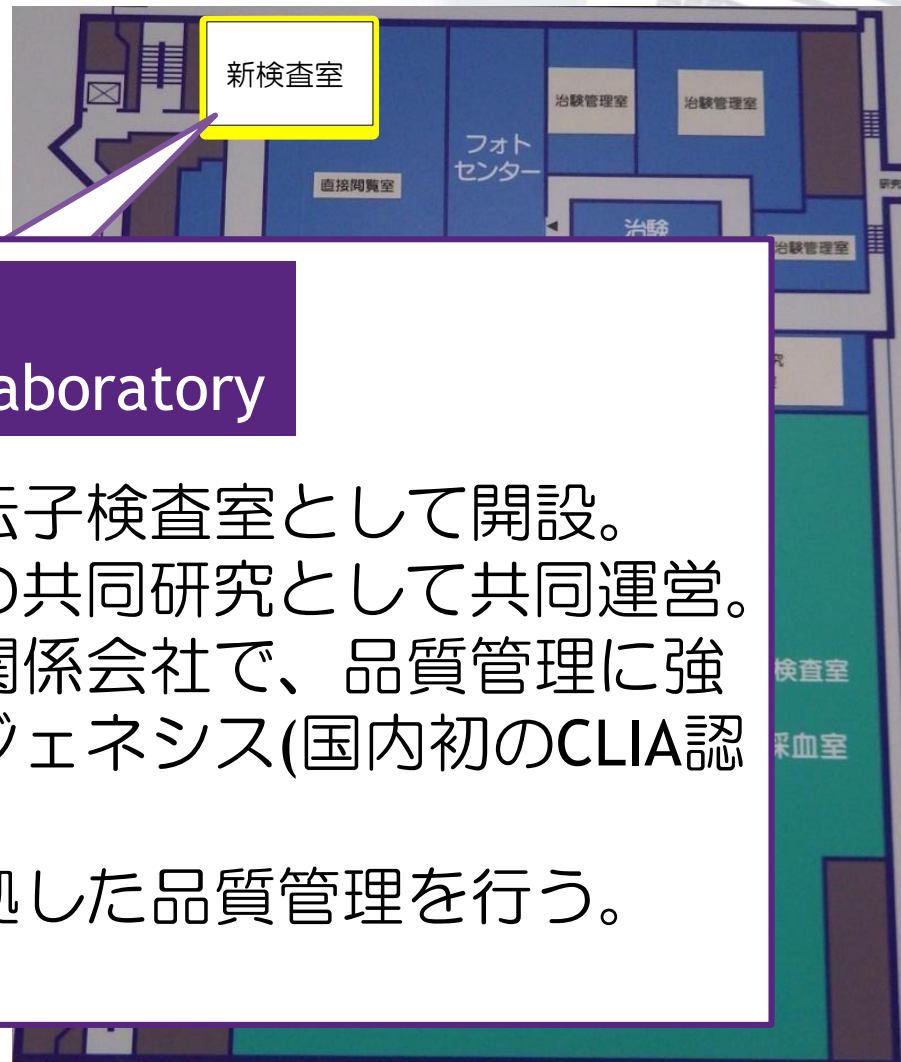 新検査室
治験管理室
治験管理室
フォト
センター
直接閲覧室
治験
治験管理室
aboratory
伝子検査室として開設。
の共同研究として共同運営。
関係会社で、品質管理に強
ジェネシス(国内初のCLIA認
拠した品質管理を行う。
検査室
採血室